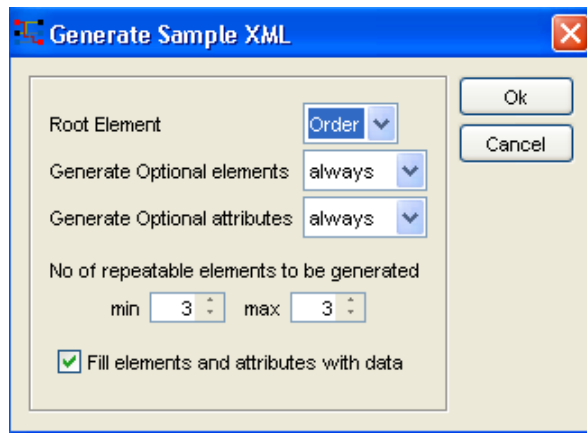 Generate Sample XML
Ok
Root Element Order
Cancel
Generate Optional elements always
Generate Optional attributes always
No of repeatable elements to be generated
min 3 max 3
Fill elements and attributes with data